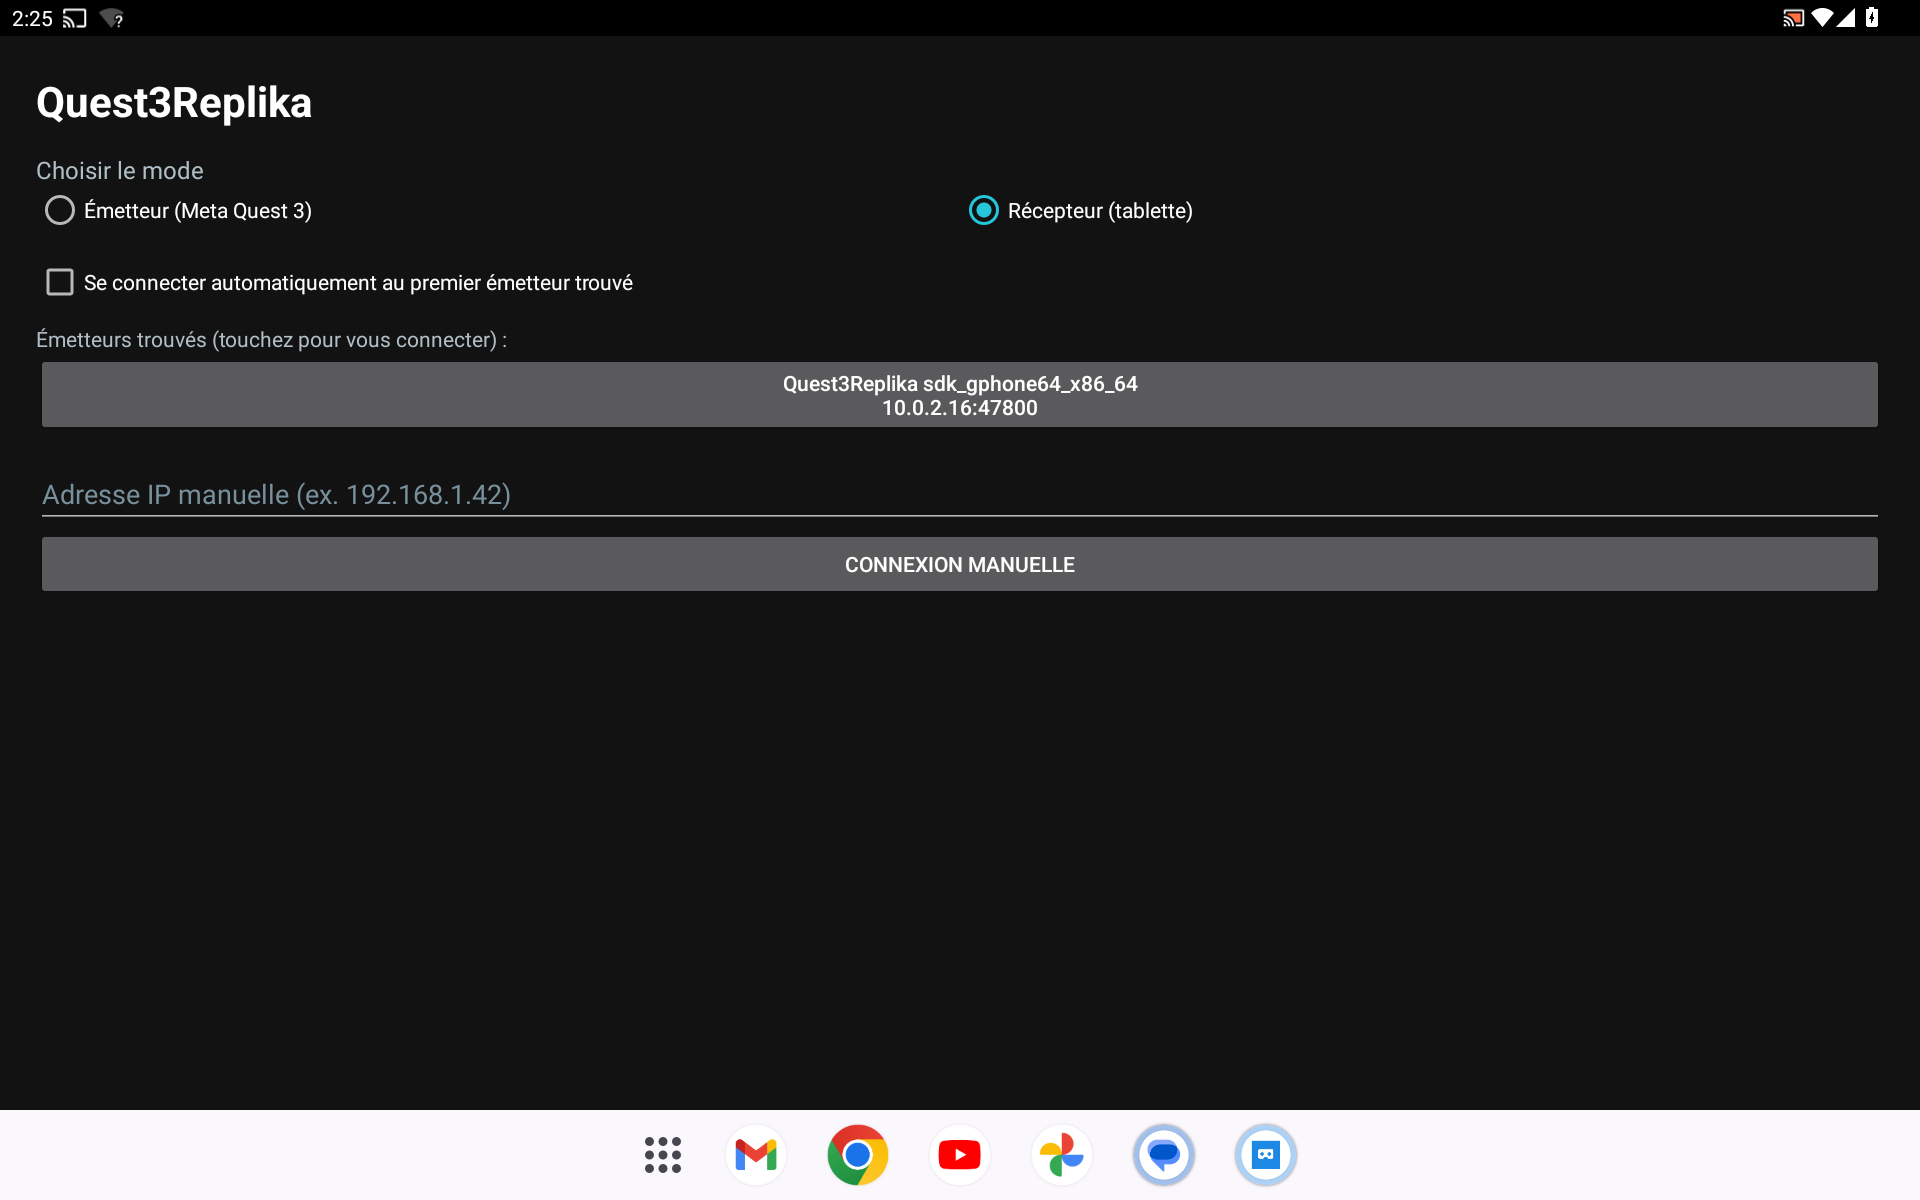 2:25
Quest3Replika
Choisir le mode
Émetteur (Meta Quest 3)
Récepteur (tablette)
Se connecter automatiquement au premier émetteur trouvé
Émetteurs trouvés (touchez pour vous connecter) :
Quest3Replika sdk_gphone64_x86_64
10.0.2.16:47800
Adresse IP manuelle (ex. 192.168.1.42)
CONNEXION MANUELLE